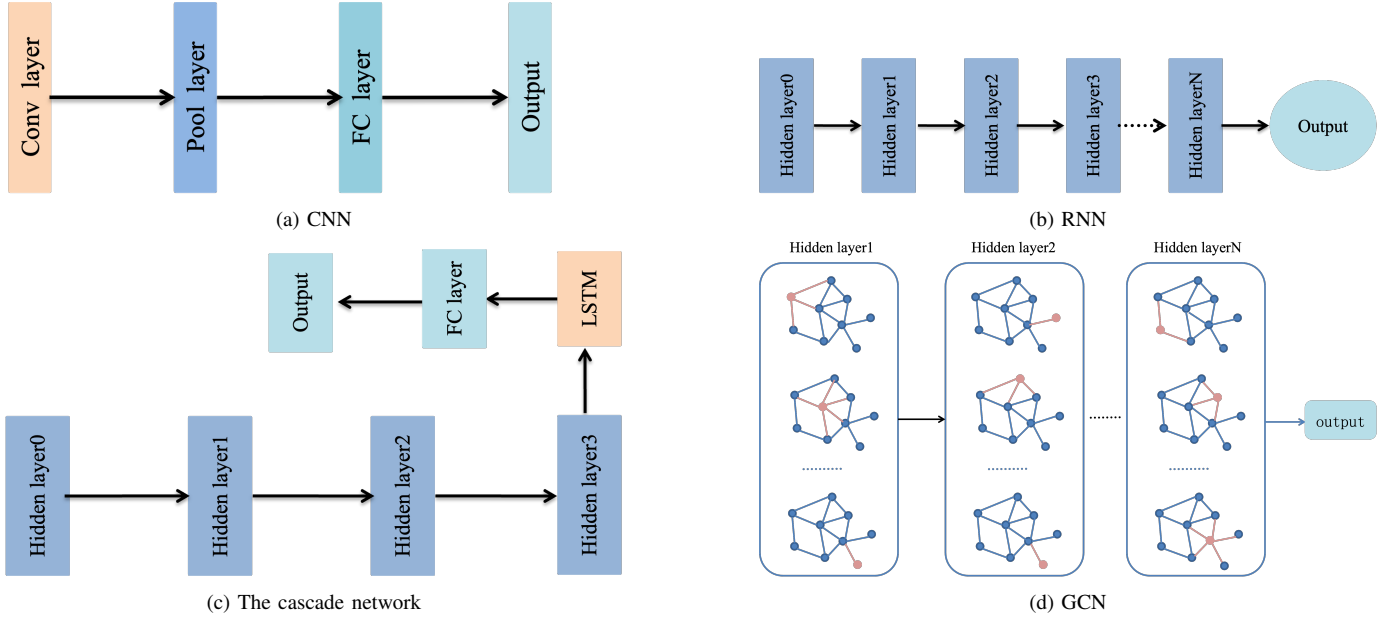 Conv layer
Pool layer
FC layer
Output
(a) CNN
Hidden layer0
Hidden layer1
Hidden layer2
Hidden layer3
Hidden layerN
Output
(b) RNN
Output
FC layer
LSTM
Hidden layer0
Hidden layer1
Hidden layer2
Hidden layer3
(c) The cascade network
Hidden layer1
Hidden layer2
Hidden layerN
output
(d) GCN